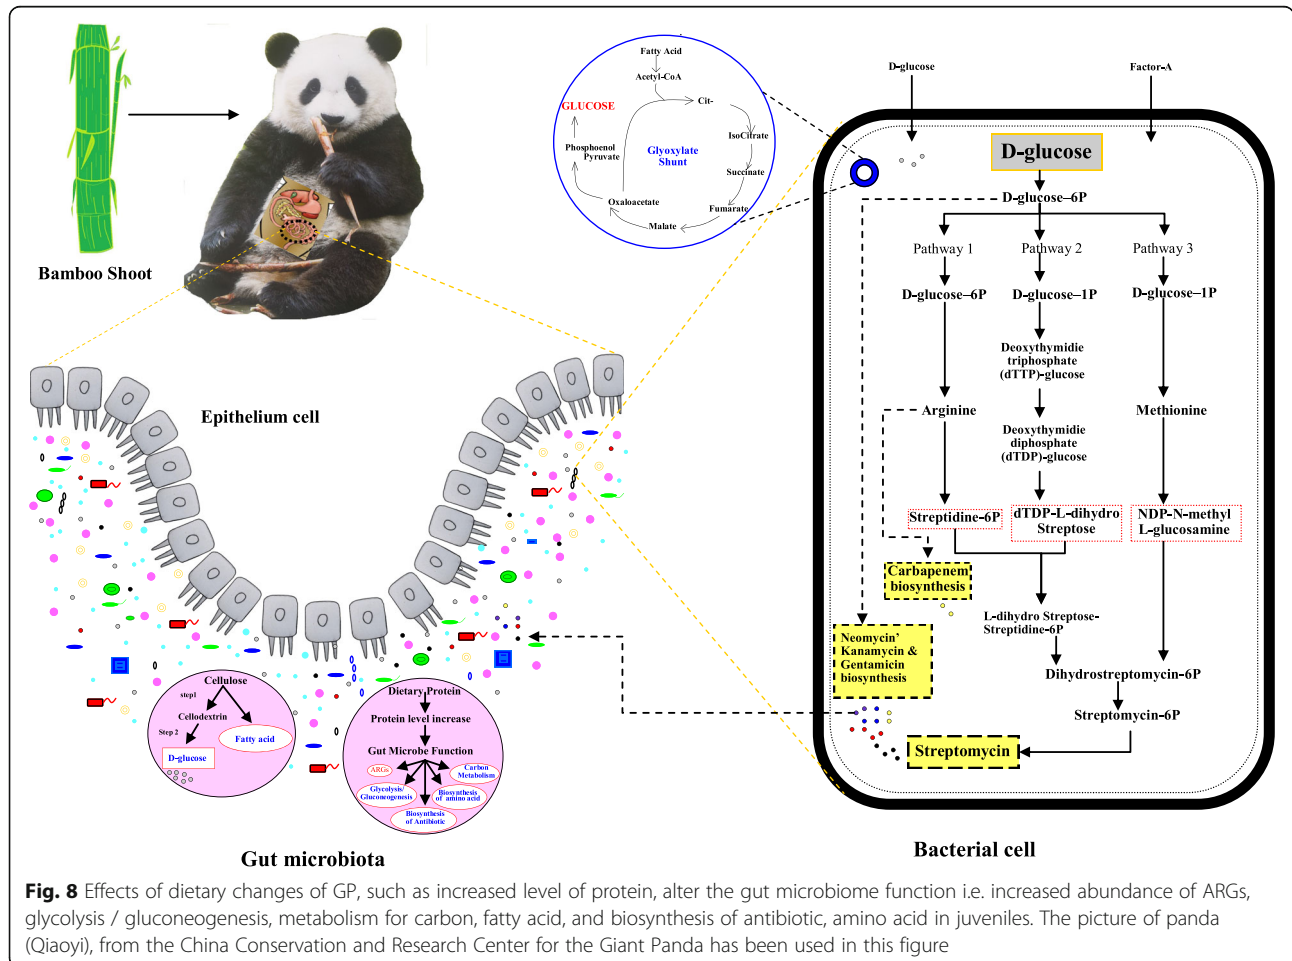 Bamboo Shoot
Fatty Acid
Acetyl-CoA
GLUCOSE
Cit-
IsoCitrate
Phosphoenol
Pyruvate
Glyoxylate
Shunt
Succinate
Oxaloacetate
Fumarate
Malate
D-glucose
Factor-A
D-glucose
D-glucose–6P
Pathway 1
Pathway 2
Pathway 3
D-glucose–6P
D-glucose–1P
D-glucose–1P
Deoxythymidie
triphosphate
(dTTP)-glucose
Arginine
Methionine
Deoxythymidie
diphosphate
(dTDP)-glucose
Streptidine-6P
dTDP-L-dihydro
Streptose
NDP-N-methyl
L-glucosamine
Carbapenem
biosynthesis
L-dihydro Streptose-
Streptidine-6P
Neomycin’
Kanamycin &
Gentamicin
biosynthesis
Dihydrostreptomycin-6P
Streptomycin-6P
Streptomycin
Bacterial cell
Epithelium cell
Cellulose
step1
Cellodextrin
Step 2
Fatty acid
D-glucose
Dietary Protein
Protein level increase
Gut Microbe Function
ARGs
Carbon
Metabolism
Glycolysis/
Gluconeogenesis
Biosynthesis
of amino acid
Biosynthesis
of Antibiotic
Gut microbiota
Fig. 8 Effects of dietary changes of GP, such as increased level of protein, alter the gut microbiome function i.e. increased abundance of ARGs,
glycolysis / gluconeogenesis, metabolism for carbon, fatty acid, and biosynthesis of antibiotic, amino acid in juveniles. The picture of panda
(Qiaoyi), from the China Conservation and Research Center for the Giant Panda has been used in this figure